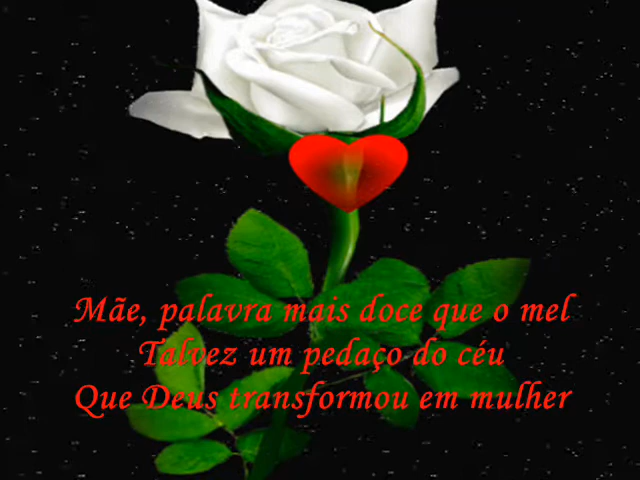 Mãe, palavra mais doce que o mel
Talvez um pedaço do céu
Que Deus transformou em mulher